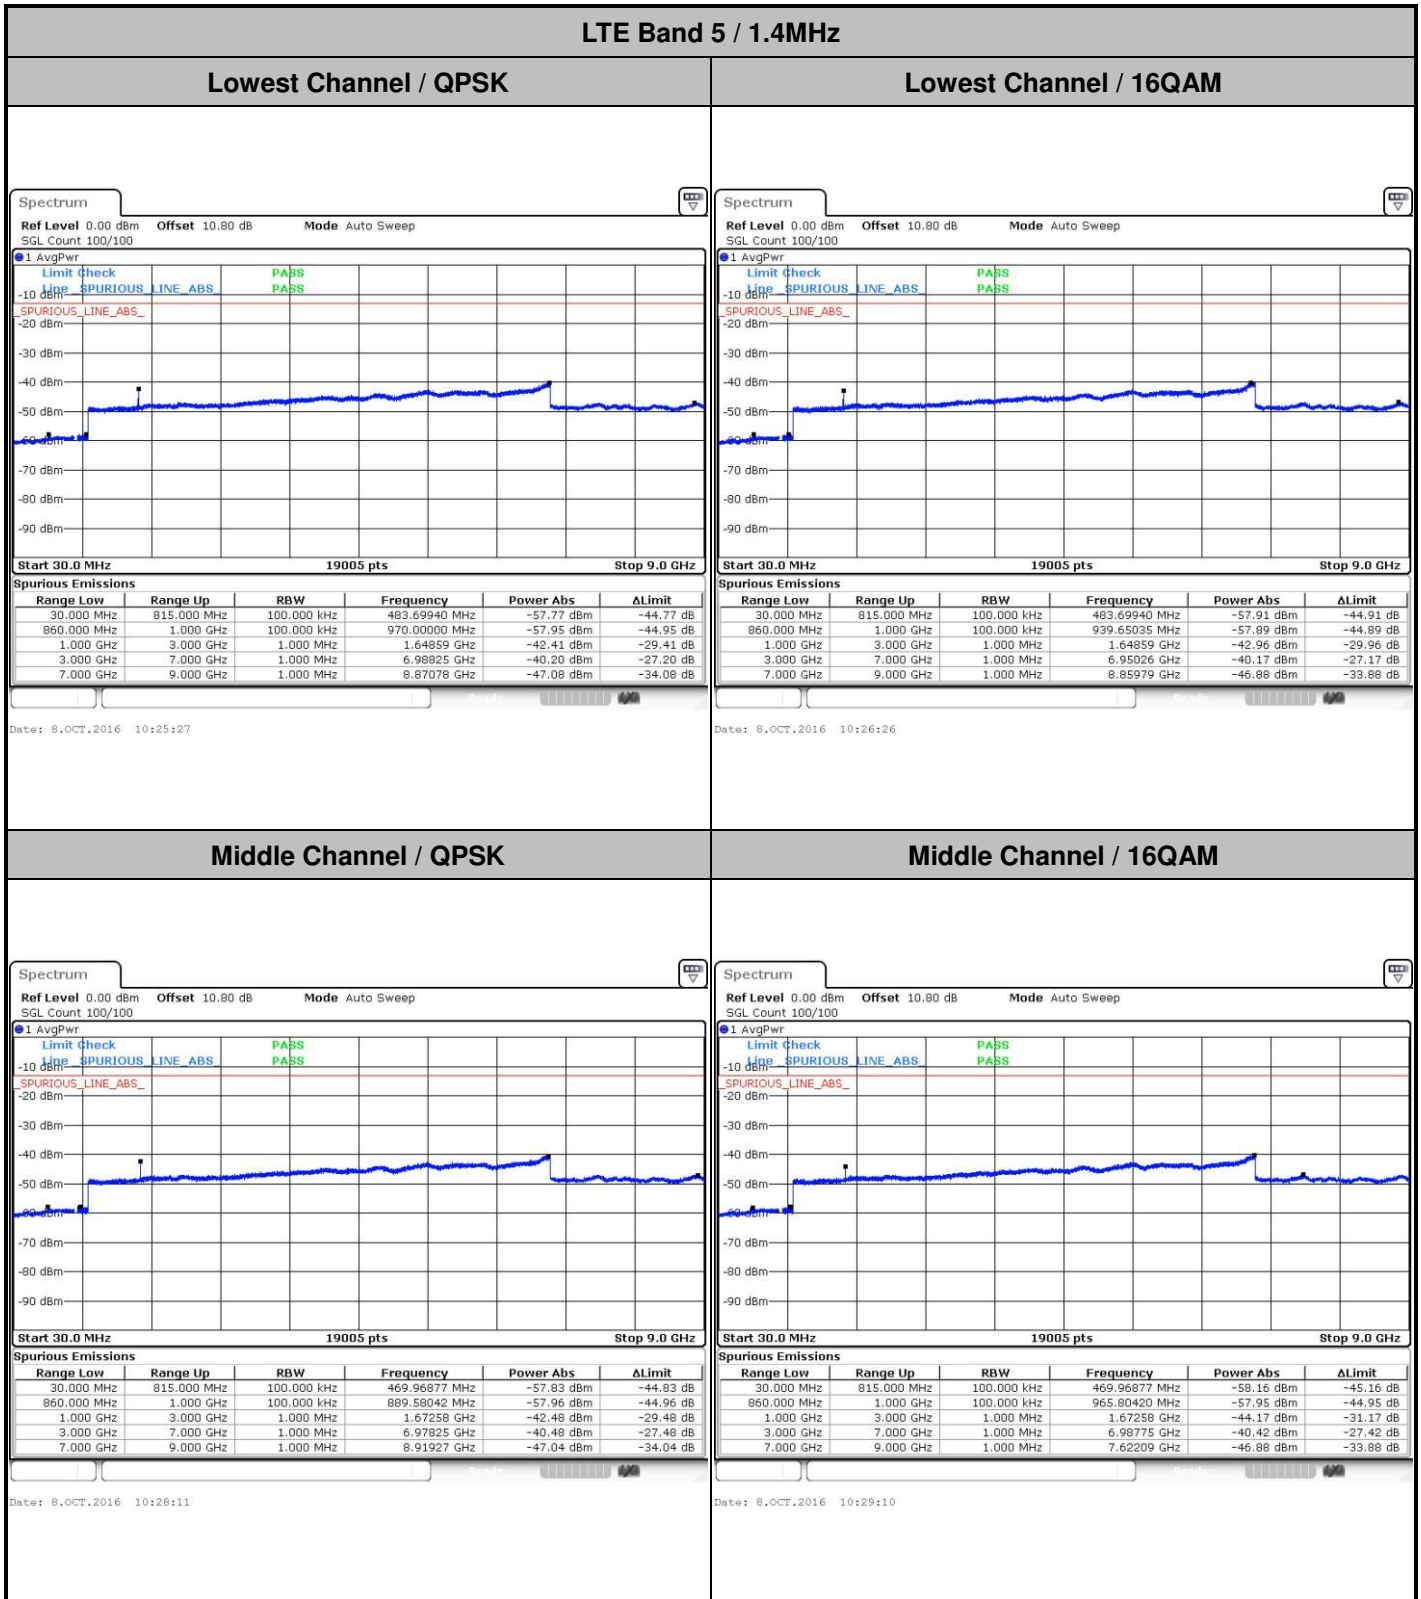 LTE Band 5 / 1.4MHz
Lowest Channel / QPSK
Lowest Channel / 16QAM
Spectrum
Ref Level 0.00 dBm Offset 10.80 dB Mode Auto Sweep
SGL Count 100/100
1 AvgPwr
Limit Check PASS
Line _SPURIOUS_LINE_ABS_ PASS
-10 dBm
_SPURIOUS_LINE_ABS_
-20 dBm
-30 dBm
-40 dBm
-50 dBm
-60 dBm
-70 dBm
-80 dBm
-90 dBm
Start 30.0 MHz 19005 pts Stop 9.0 GHz
Spurious Emissions
Range Low Range Up RBW Frequency Power Abs ΔLimit
30.000 MHz 815.000 MHz 100.000 kHz 483.69940 MHz -57.77 dBm -44.77 dB
860.000 MHz 1.000 GHz 100.000 kHz 970.00000 MHz -57.95 dBm -44.95 dB
1.000 GHz 3.000 GHz 1.000 MHz 1.64859 GHz -42.41 dBm -29.41 dB
3.000 GHz 7.000 GHz 1.000 MHz 6.98825 GHz -40.20 dBm -27.20 dB
7.000 GHz 9.000 GHz 1.000 MHz 8.87078 GHz -47.08 dBm -34.08 dB
Date: 8.OCT.2016 10:25:27
Spectrum
Ref Level 0.00 dBm Offset 10.80 dB Mode Auto Sweep
SGL Count 100/100
1 AvgPwr
Limit Check PASS
Line _SPURIOUS_LINE_ABS_ PASS
-10 dBm
_SPURIOUS_LINE_ABS_
-20 dBm
-30 dBm
-40 dBm
-50 dBm
-60 dBm
-70 dBm
-80 dBm
-90 dBm
Start 30.0 MHz 19005 pts Stop 9.0 GHz
Spurious Emissions
Range Low Range Up RBW Frequency Power Abs ΔLimit
30.000 MHz 815.000 MHz 100.000 kHz 483.69940 MHz -57.91 dBm -44.91 dB
860.000 MHz 1.000 GHz 100.000 kHz 939.65035 MHz -57.89 dBm -44.89 dB
1.000 GHz 3.000 GHz 1.000 MHz 1.64859 GHz -42.96 dBm -29.96 dB
3.000 GHz 7.000 GHz 1.000 MHz 6.95026 GHz -40.17 dBm -27.17 dB
7.000 GHz 9.000 GHz 1.000 MHz 8.85979 GHz -46.88 dBm -33.88 dB
Date: 8.OCT.2016 10:26:26
Middle Channel / QPSK
Middle Channel / 16QAM
Spectrum
Ref Level 0.00 dBm Offset 10.80 dB Mode Auto Sweep
SGL Count 100/100
1 AvgPwr
Limit Check PASS
Line _SPURIOUS_LINE_ABS_ PASS
-10 dBm
_SPURIOUS_LINE_ABS_
-20 dBm
-30 dBm
-40 dBm
-50 dBm
-60 dBm
-70 dBm
-80 dBm
-90 dBm
Start 30.0 MHz 19005 pts Stop 9.0 GHz
Spurious Emissions
Range Low Range Up RBW Frequency Power Abs ΔLimit
30.000 MHz 815.000 MHz 100.000 kHz 469.96877 MHz -57.83 dBm -44.83 dB
860.000 MHz 1.000 GHz 100.000 kHz 889.58042 MHz -57.96 dBm -44.96 dB
1.000 GHz 3.000 GHz 1.000 MHz 1.67258 GHz -42.48 dBm -29.48 dB
3.000 GHz 7.000 GHz 1.000 MHz 6.97825 GHz -40.48 dBm -27.48 dB
7.000 GHz 9.000 GHz 1.000 MHz 8.91927 GHz -47.04 dBm -34.04 dB
Date: 8.OCT.2016 10:28:11
Spectrum
Ref Level 0.00 dBm Offset 10.80 dB Mode Auto Sweep
SGL Count 100/100
1 AvgPwr
Limit Check PASS
Line _SPURIOUS_LINE_ABS_ PASS
-10 dBm
_SPURIOUS_LINE_ABS_
-20 dBm
-30 dBm
-40 dBm
-50 dBm
-60 dBm
-70 dBm
-80 dBm
-90 dBm
Start 30.0 MHz 19005 pts Stop 9.0 GHz
Spurious Emissions
Range Low Range Up RBW Frequency Power Abs ΔLimit
30.000 MHz 815.000 MHz 100.000 kHz 469.96877 MHz -58.16 dBm -45.16 dB
860.000 MHz 1.000 GHz 100.000 kHz 965.80420 MHz -57.95 dBm -44.95 dB
1.000 GHz 3.000 GHz 1.000 MHz 1.67258 GHz -44.17 dBm -31.17 dB
3.000 GHz 7.000 GHz 1.000 MHz 6.98775 GHz -40.42 dBm -27.42 dB
7.000 GHz 9.000 GHz 1.000 MHz 7.62209 GHz -46.88 dBm -33.88 dB
Date: 8.OCT.2016 10:29:10